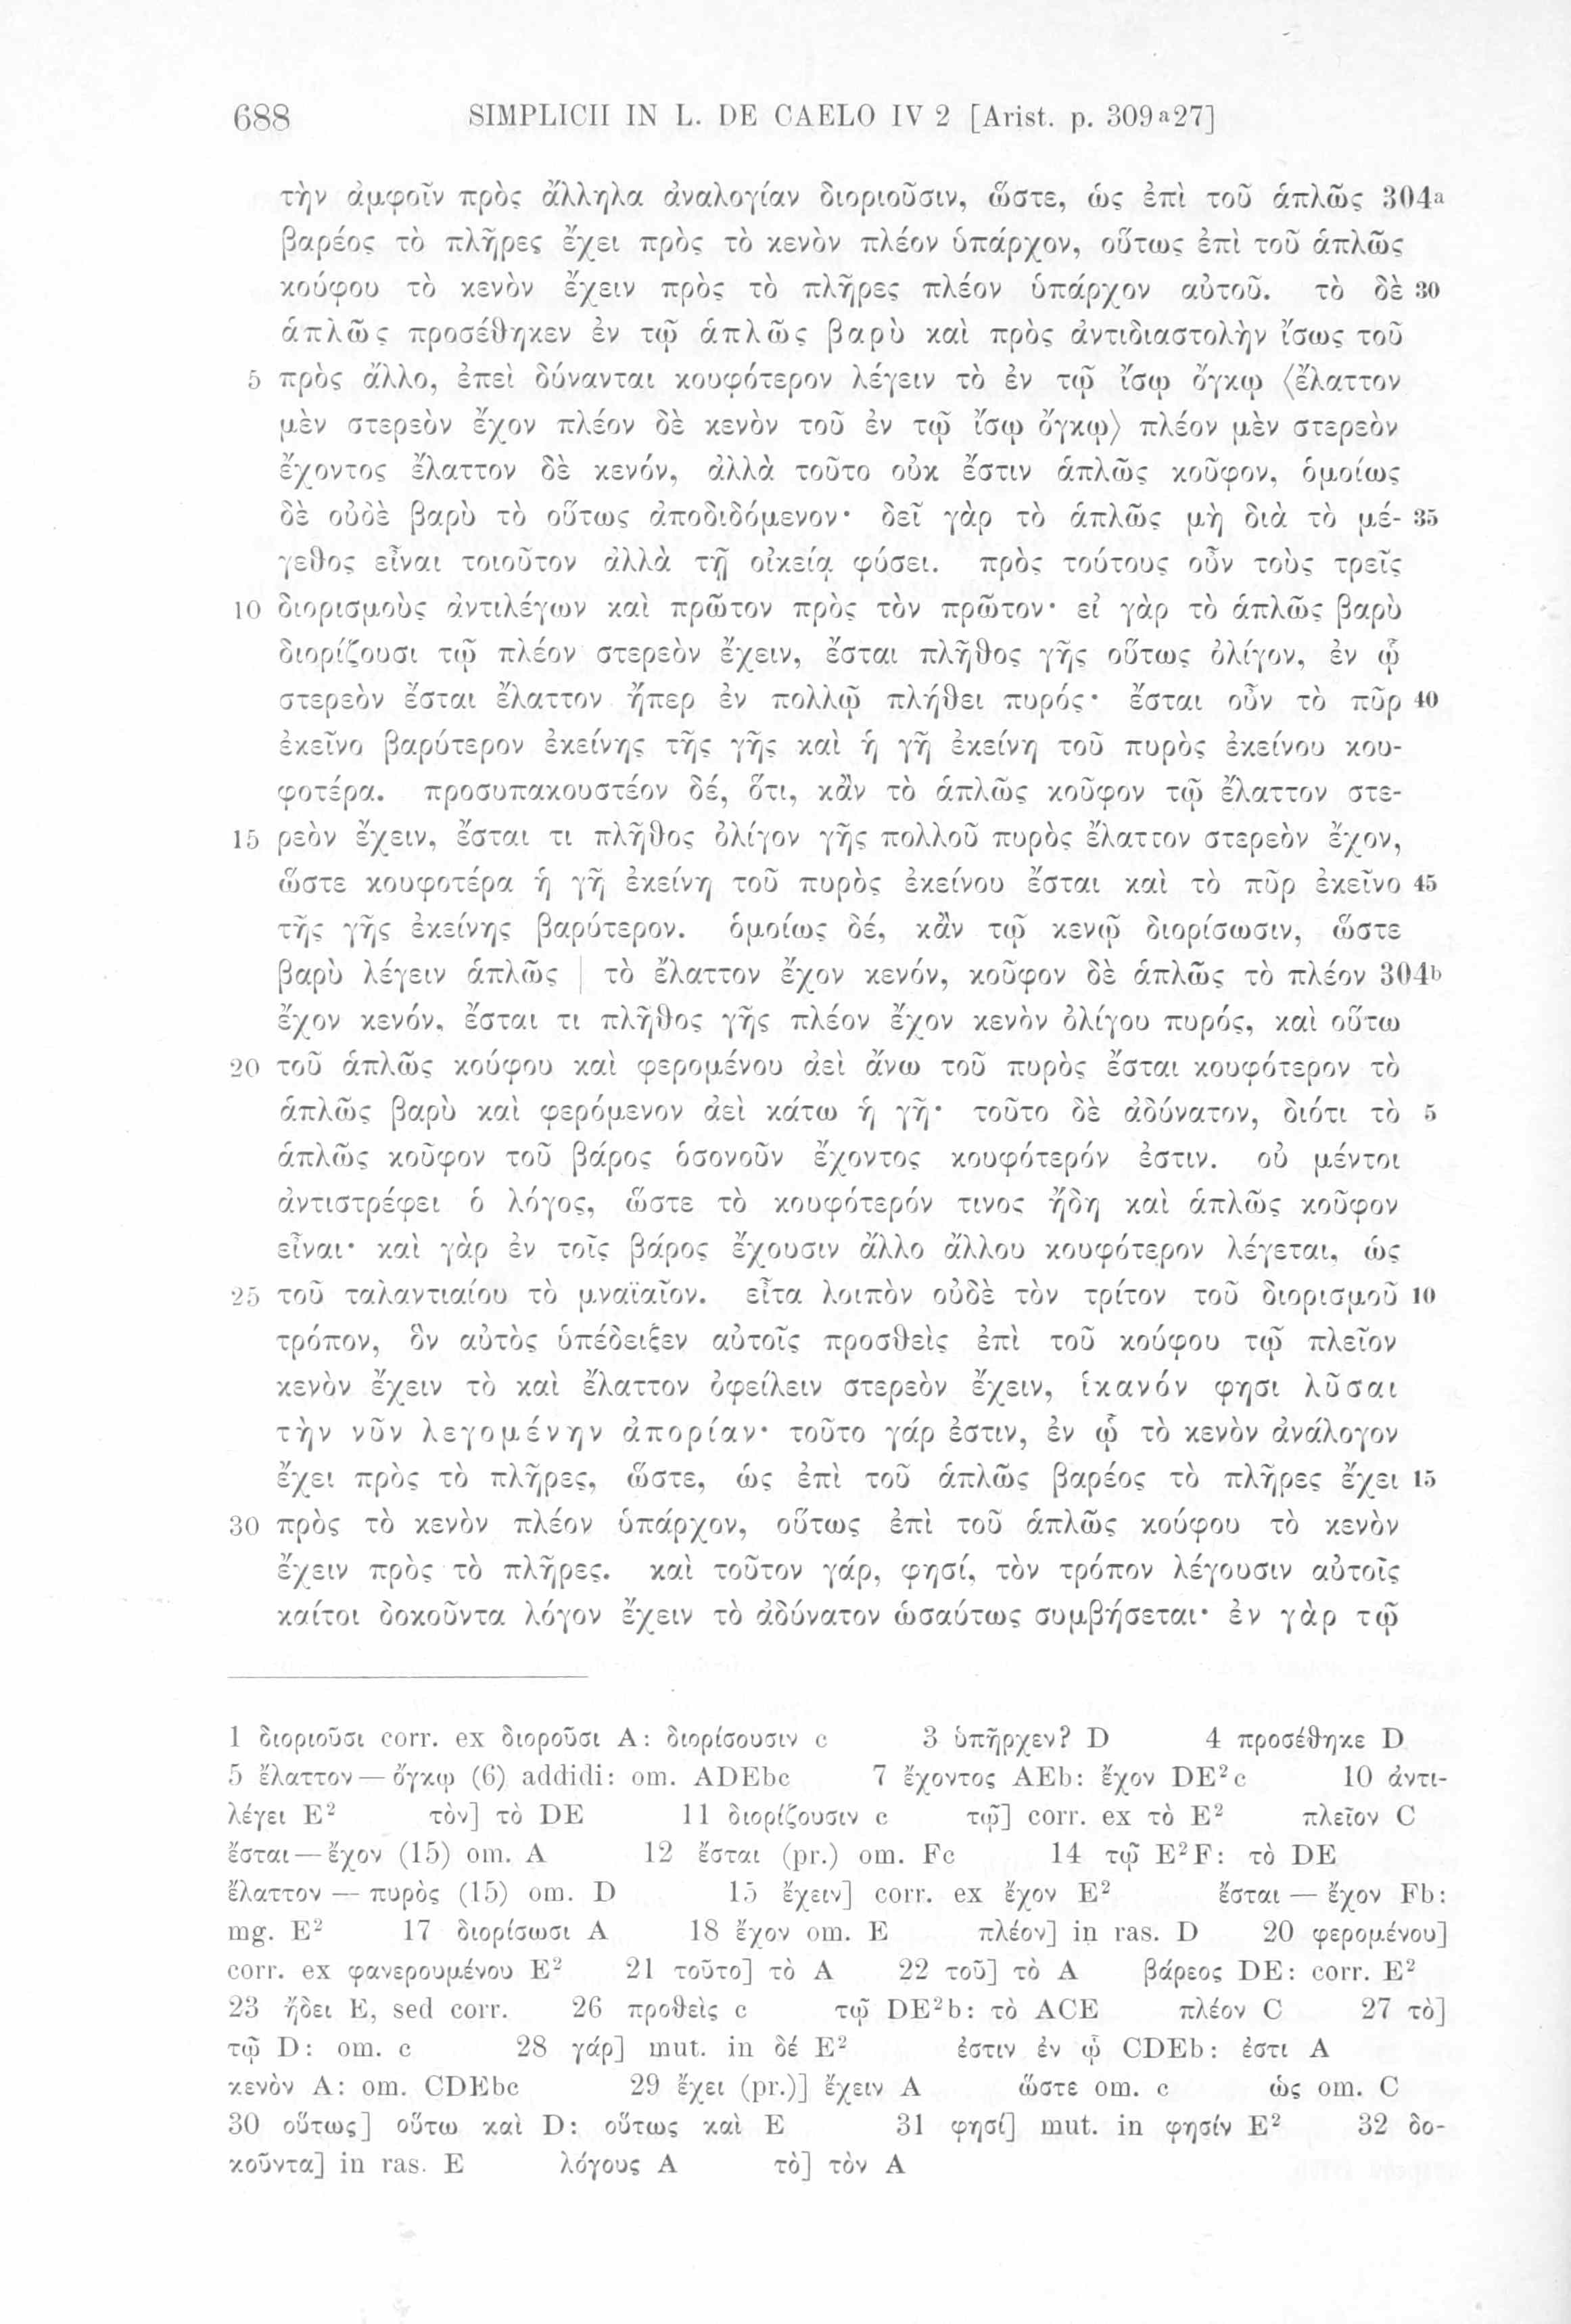 688 SIMPLICII IN L. DE CAELO IV 2 [Arist. p. 309a27]
τὴν ἀμφοῖν πρὸς ἄλληλα ἀναλογίαν διοριοῦσιν, ὥστε, ὡς ἐπὶ τοῦ ἁπλῶς 304a
βαρέος τὸ πλῆρες ἔχει πρὸς τὸ κενὸν πλέον ὑπάρχον, οὕτως ἐπὶ τοῦ ἁπλῶς
κούφου τὸ κενὸν ἔχειν πρὸς τὸ πλῆρες πλέον ὑπάρχον αὐτοῦ. τὸ δὲ 30
ἁπλῶς προσέθηκεν ἐν τῷ ἁπλῶς βαρὺ καὶ πρὸς ἀντιδιαστολὴν ἴσως τοῦ
5 πρὸς ἄλλο, ἐπεὶ δύνανται κουφότερον λέγειν τὸ ἐν τῷ ἴσῳ ὄγκῳ ⟨ἔλαττον
μὲν στερεὸν ἔχον πλέον δὲ κενὸν τοῦ ἐν τῷ ἴσῳ ὄγκῳ⟩ πλέον μὲν στερεὸν
ἔχοντος ἔλαττον δὲ κενόν, ἀλλὰ τοῦτο οὐκ ἔστιν ἁπλῶς κοῦφον, ὁμοίως
δὲ οὐδὲ βαρὺ τὸ οὕτως ἀποδιδόμενον· δεῖ γὰρ τὸ ἁπλῶς μὴ διὰ τὸ μέ- 35
γεθος εἶναι τοιοῦτον ἀλλὰ τῇ οἰκείᾳ φύσει. πρὸς τούτους οὖν τοὺς τρεῖς
10 διορισμοὺς ἀντιλέγων καὶ πρῶτον πρὸς τὸν πρῶτον· εἰ γὰρ τὸ ἁπλῶς βαρὺ
διορίζουσι τῷ πλέον στερεὸν ἔχειν, ἔσται πλῆθος γῆς οὕτως ὀλίγον, ἐν ᾧ
στερεὸν ἔσται ἔλαττον ἤπερ ἐν πολλῷ πλήθει πυρός· ἔσται οὖν τὸ πῦρ 40
ἐκεῖνο βαρύτερον ἐκείνης τῆς γῆς καὶ ἡ γῆ ἐκείνη τοῦ πυρὸς ἐκείνου κου-
φοτέρα. προσυπακουστέον δέ, ὅτι, κἂν τὸ ἁπλῶς κοῦφον τῷ ἔλαττον στε-
15 ρεὸν ἔχειν, ἔσται τι πλῆθος ὀλίγον γῆς πολλοῦ πυρὸς ἔλαττον στερεὸν ἔχον,
ὥστε κουφοτέρα ἡ γῆ ἐκείνη τοῦ πυρὸς ἐκείνου ἔσται καὶ τὸ πῦρ ἐκεῖνο 45
τῆς γῆς ἐκείνης βαρύτερον. ὁμοίως δέ, κἂν τῷ κενῷ διορίσωσιν, ὥστε
βαρὺ λέγειν ἁπλῶς | τὸ ἔλαττον ἔχον κενόν, κοῦφον δὲ ἁπλῶς τὸ πλέον 304b
ἔχον κενόν, ἔσται τι πλῆθος γῆς πλέον ἔχον κενὸν ὀλίγου πυρός, καὶ οὕτω
20 τοῦ ἁπλῶς κούφου καὶ φερομένου ἀεὶ ἄνω τοῦ πυρὸς ἔσται κουφότερον τὸ
ἁπλῶς βαρὺ καὶ φερόμενον ἀεὶ κάτω ἡ γῆ· τοῦτο δὲ ἀδύνατον, διότι τὸ 5
ἁπλῶς κοῦφον τοῦ βάρος ὁσονοῦν ἔχοντος κουφότερόν ἐστιν. οὐ μέντοι
ἀντιστρέφει ὁ λόγος, ὥστε τὸ κουφότερόν τινος ἤδη καὶ ἁπλῶς κοῦφον
εἶναι· καὶ γὰρ ἐν τοῖς βάρος ἔχουσιν ἄλλο ἄλλου κουφότερον λέγεται, ὡς
25 τοῦ ταλαντιαίου τὸ μναϊαῖον. εἶτα λοιπὸν οὐδὲ τὸν τρίτον τοῦ διορισμοῦ 10
τρόπον, ὃν αὐτὸς ὑπέδειξεν αὐτοῖς προσθεὶς ἐπὶ τοῦ κούφου τῷ πλεῖον
κενὸν ἔχειν τὸ καὶ ἔλαττον ὀφείλειν στερεὸν ἔχειν, ἱκανόν φησι λῦσαι
τὴν νῦν λεγομένην ἀπορίαν· τοῦτο γάρ ἐστιν, ἐν ᾧ τὸ κενὸν ἀνάλογον
ἔχει πρὸς τὸ πλῆρες, ὥστε, ὡς ἐπὶ τοῦ ἁπλῶς βαρέος τὸ πλῆρες ἔχει 15
30 πρὸς τὸ κενὸν πλέον ὑπάρχον, οὕτως ἐπὶ τοῦ ἁπλῶς κούφου τὸ κενὸν
ἔχειν πρὸς τὸ πλῆρες. καὶ τοῦτον γάρ, φησί, τὸν τρόπον λέγουσιν αὐτοῖς
καίτοι δοκοῦντα λόγον ἔχειν τὸ ἀδύνατον ὡσαύτως συμβήσεται· ἐν γὰρ τῷ
1 διοριοῦσι corr. ex διοροῦσι A: διορίσουσιν c 3 ὑπῆρχεν? D 4 προσέθηκε D
5 ἔλαττον — ὄγκῳ (6) addidi: om. ADEbc 7 ἔχοντος AEb: ἔχον DE²c 10 ἀντι-
λέγει E² τὸν] τὸ DE 11 διορίζουσιν c τῷ] corr. ex τὸ E² πλεῖον C
ἔσται — ἔχον (15) om. A 12 ἔσται (pr.) om. Fc 14 τῷ E²F: τὸ DE
ἔλαττον — πυρὸς (15) om. D 15 ἔχειν] corr. ex ἔχον E² ἔσται — ἔχον Fb:
mg. E² 17 διορίσωσι A 18 ἔχον om. E πλέον] in ras. D 20 φερομένου]
corr. ex φανερουμένου E² 21 τοῦτο] τὸ A 22 τοῦ] τὸ A βάρεος DE: corr. E²
23 ἤδει E, sed corr. 26 προθεὶς c τῷ DE²b: τὸ ACE πλέον C 27 τὸ]
τῷ D: om. c 28 γάρ] mut. in δέ E² ἐστιν ἐν ᾧ CDEb: ἐστι A
κενὸν A: om. CDEbc 29 ἔχει (pr.)] ἔχειν A ὥστε om. c ὡς om. C
30 οὕτως] οὕτω καὶ D: οὕτως καὶ E 31 φησί] mut. in φησίν E² 32 δο-
κοῦντα] in ras. E λόγους A τὸ] τὸν A